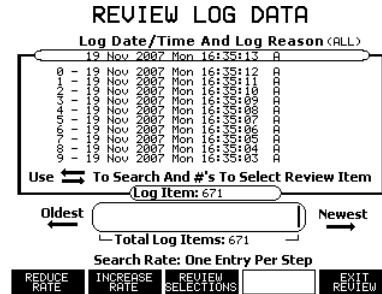 REVIEW LOG DATA
Log Date/Time And Log Reason (ALL)
19 Nov 2007 Mon 16:35:13 A
0 - 19 Nov 2007 Mon 16:35:12 A
1 - 19 Nov 2007 Mon 16:35:11 A
2 - 19 Nov 2007 Mon 16:35:10 A
3 - 19 Nov 2007 Mon 16:35:09 A
4 - 19 Nov 2007 Mon 16:35:08 A
5 - 19 Nov 2007 Mon 16:35:07 A
6 - 19 Nov 2007 Mon 16:35:06 A
7 - 19 Nov 2007 Mon 16:35:05 A
8 - 19 Nov 2007 Mon 16:35:04 A
9 - 19 Nov 2007 Mon 16:35:03 A
Use To Search And #'s To Select Review Item
Log Item: 671
Oldest Newest
Total Log Items: 671
Search Rate: One Entry Per Step
REDUCE RATE
INCREASE RATE
REVIEW SELECTIONS
EXIT REVIEW